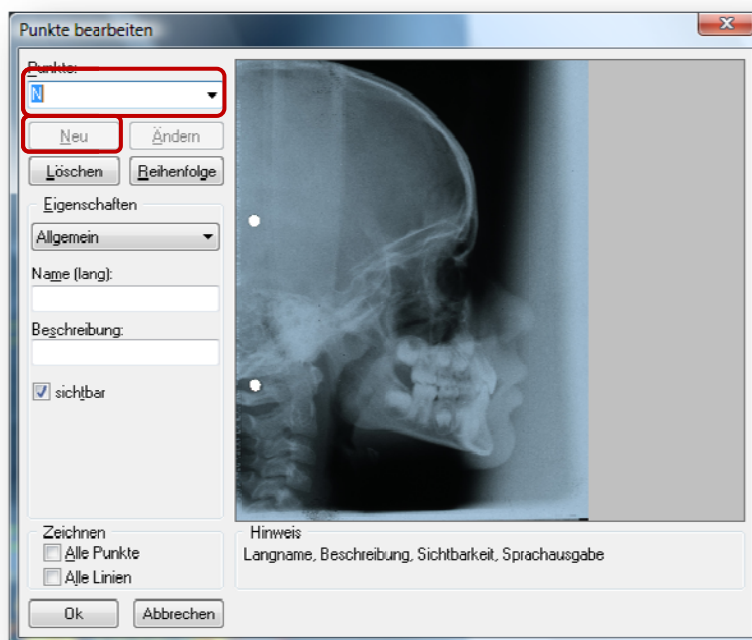 Punkte bearbeiten
Punkte:
N
Neu Ändern
Löschen Reihenfolge
Eigenschaften
Allgemein
Name (lang):
Beschreibung:
sichtbar
Zeichnen
Alle Punkte
Alle Linien
Hinweis
Langname, Beschreibung, Sichtbarkeit, Sprachausgabe
Ok Abbrechen